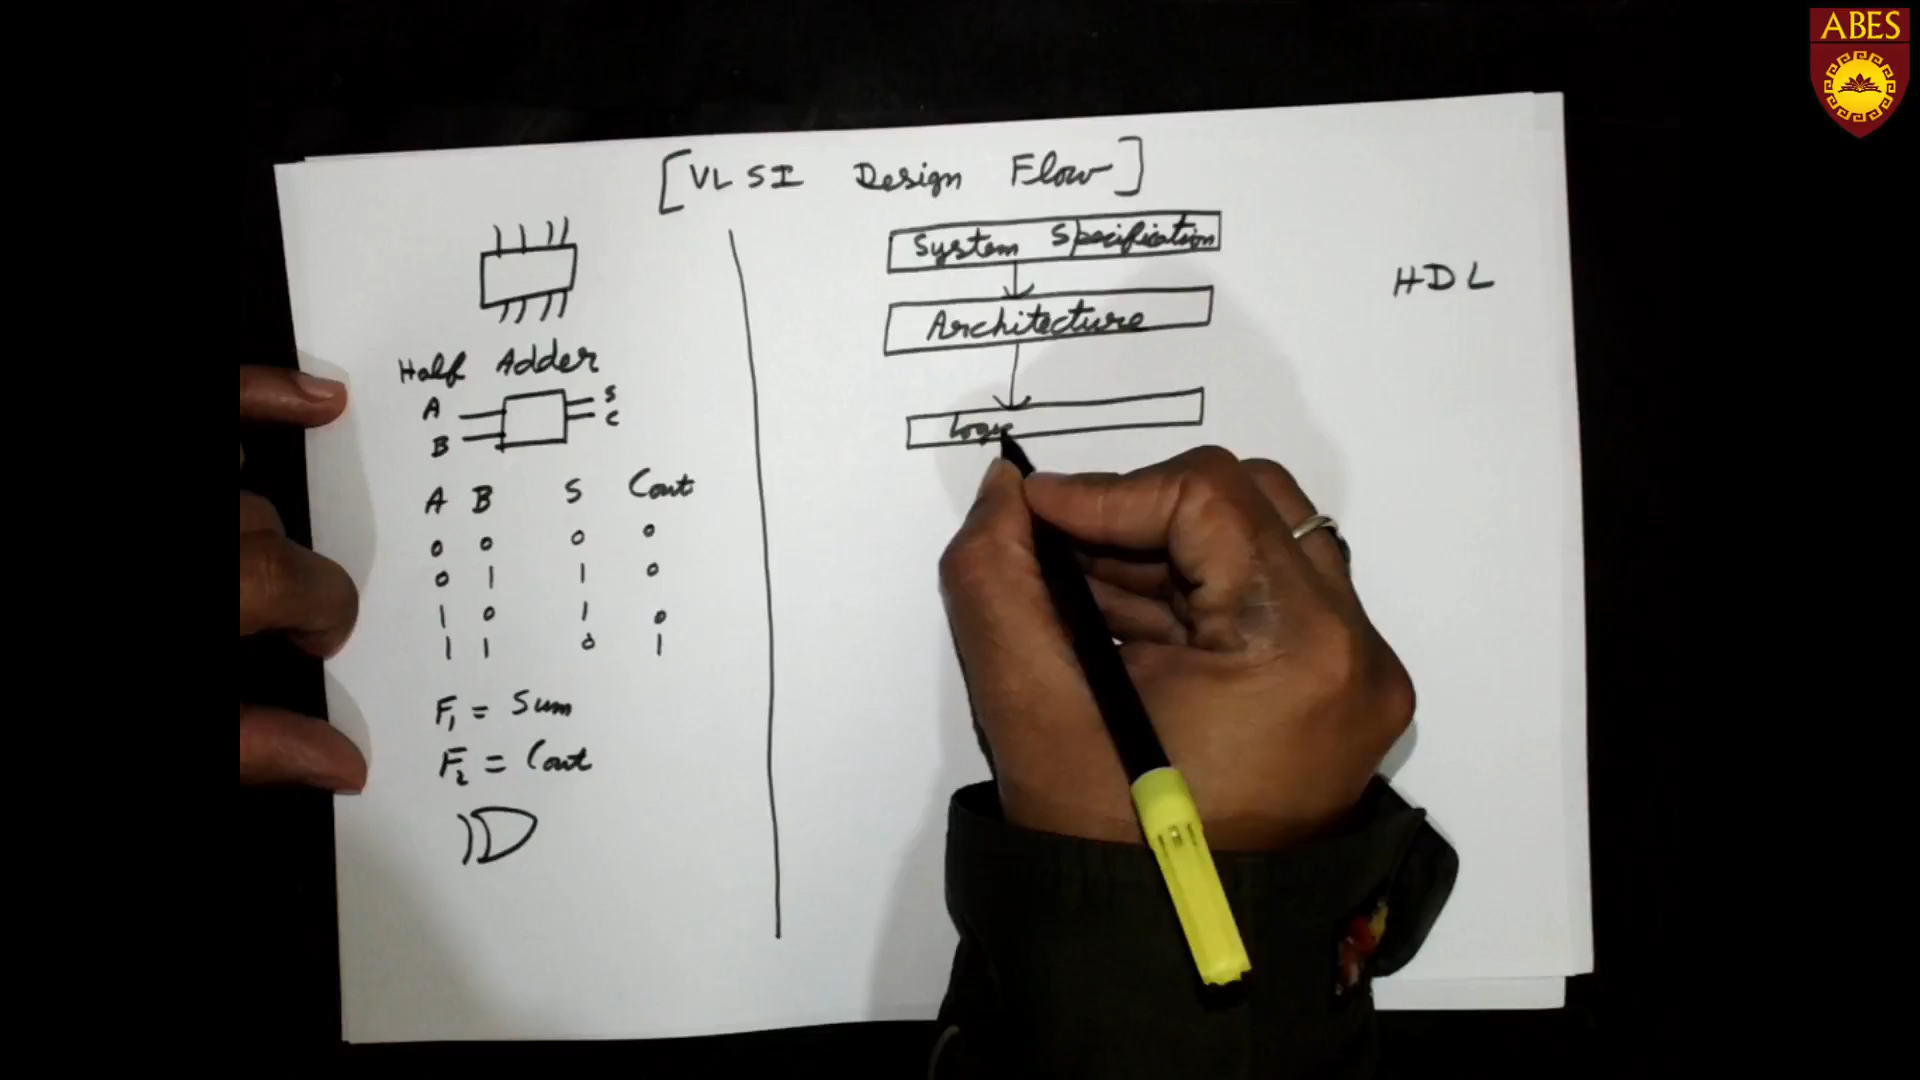 ABES
[VLSI Design Flow]
System Specification
HDL
Architecture
Logic
Half Adder
A S
B C
A B S Cout
0 0 0 0
0 1 1 0
1 0 1 0
1 1 0 1
F1 = Sum
F2 = Cout